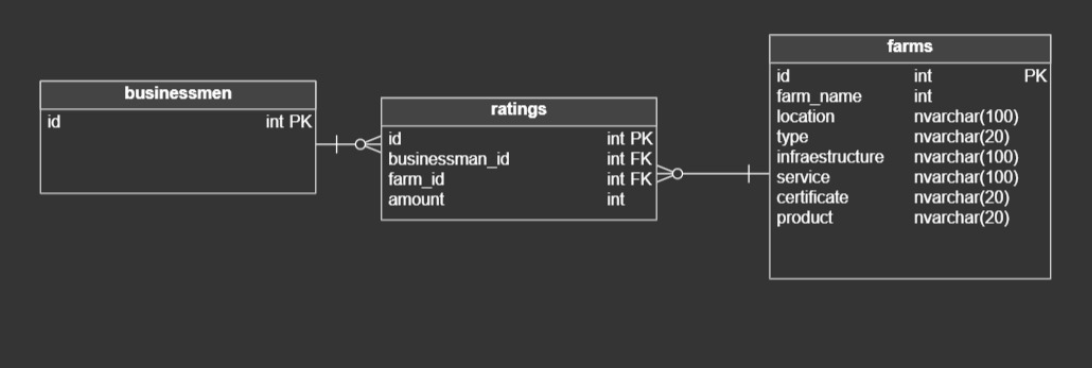 businessmen
id int PK
ratings
id int PK
businessman_id int FK
farm_id int FK
amount int
farms
id int PK
farm_name int
location nvarchar(100)
type nvarchar(20)
infraestructure nvarchar(100)
service nvarchar(100)
certificate nvarchar(20)
product nvarchar(20)